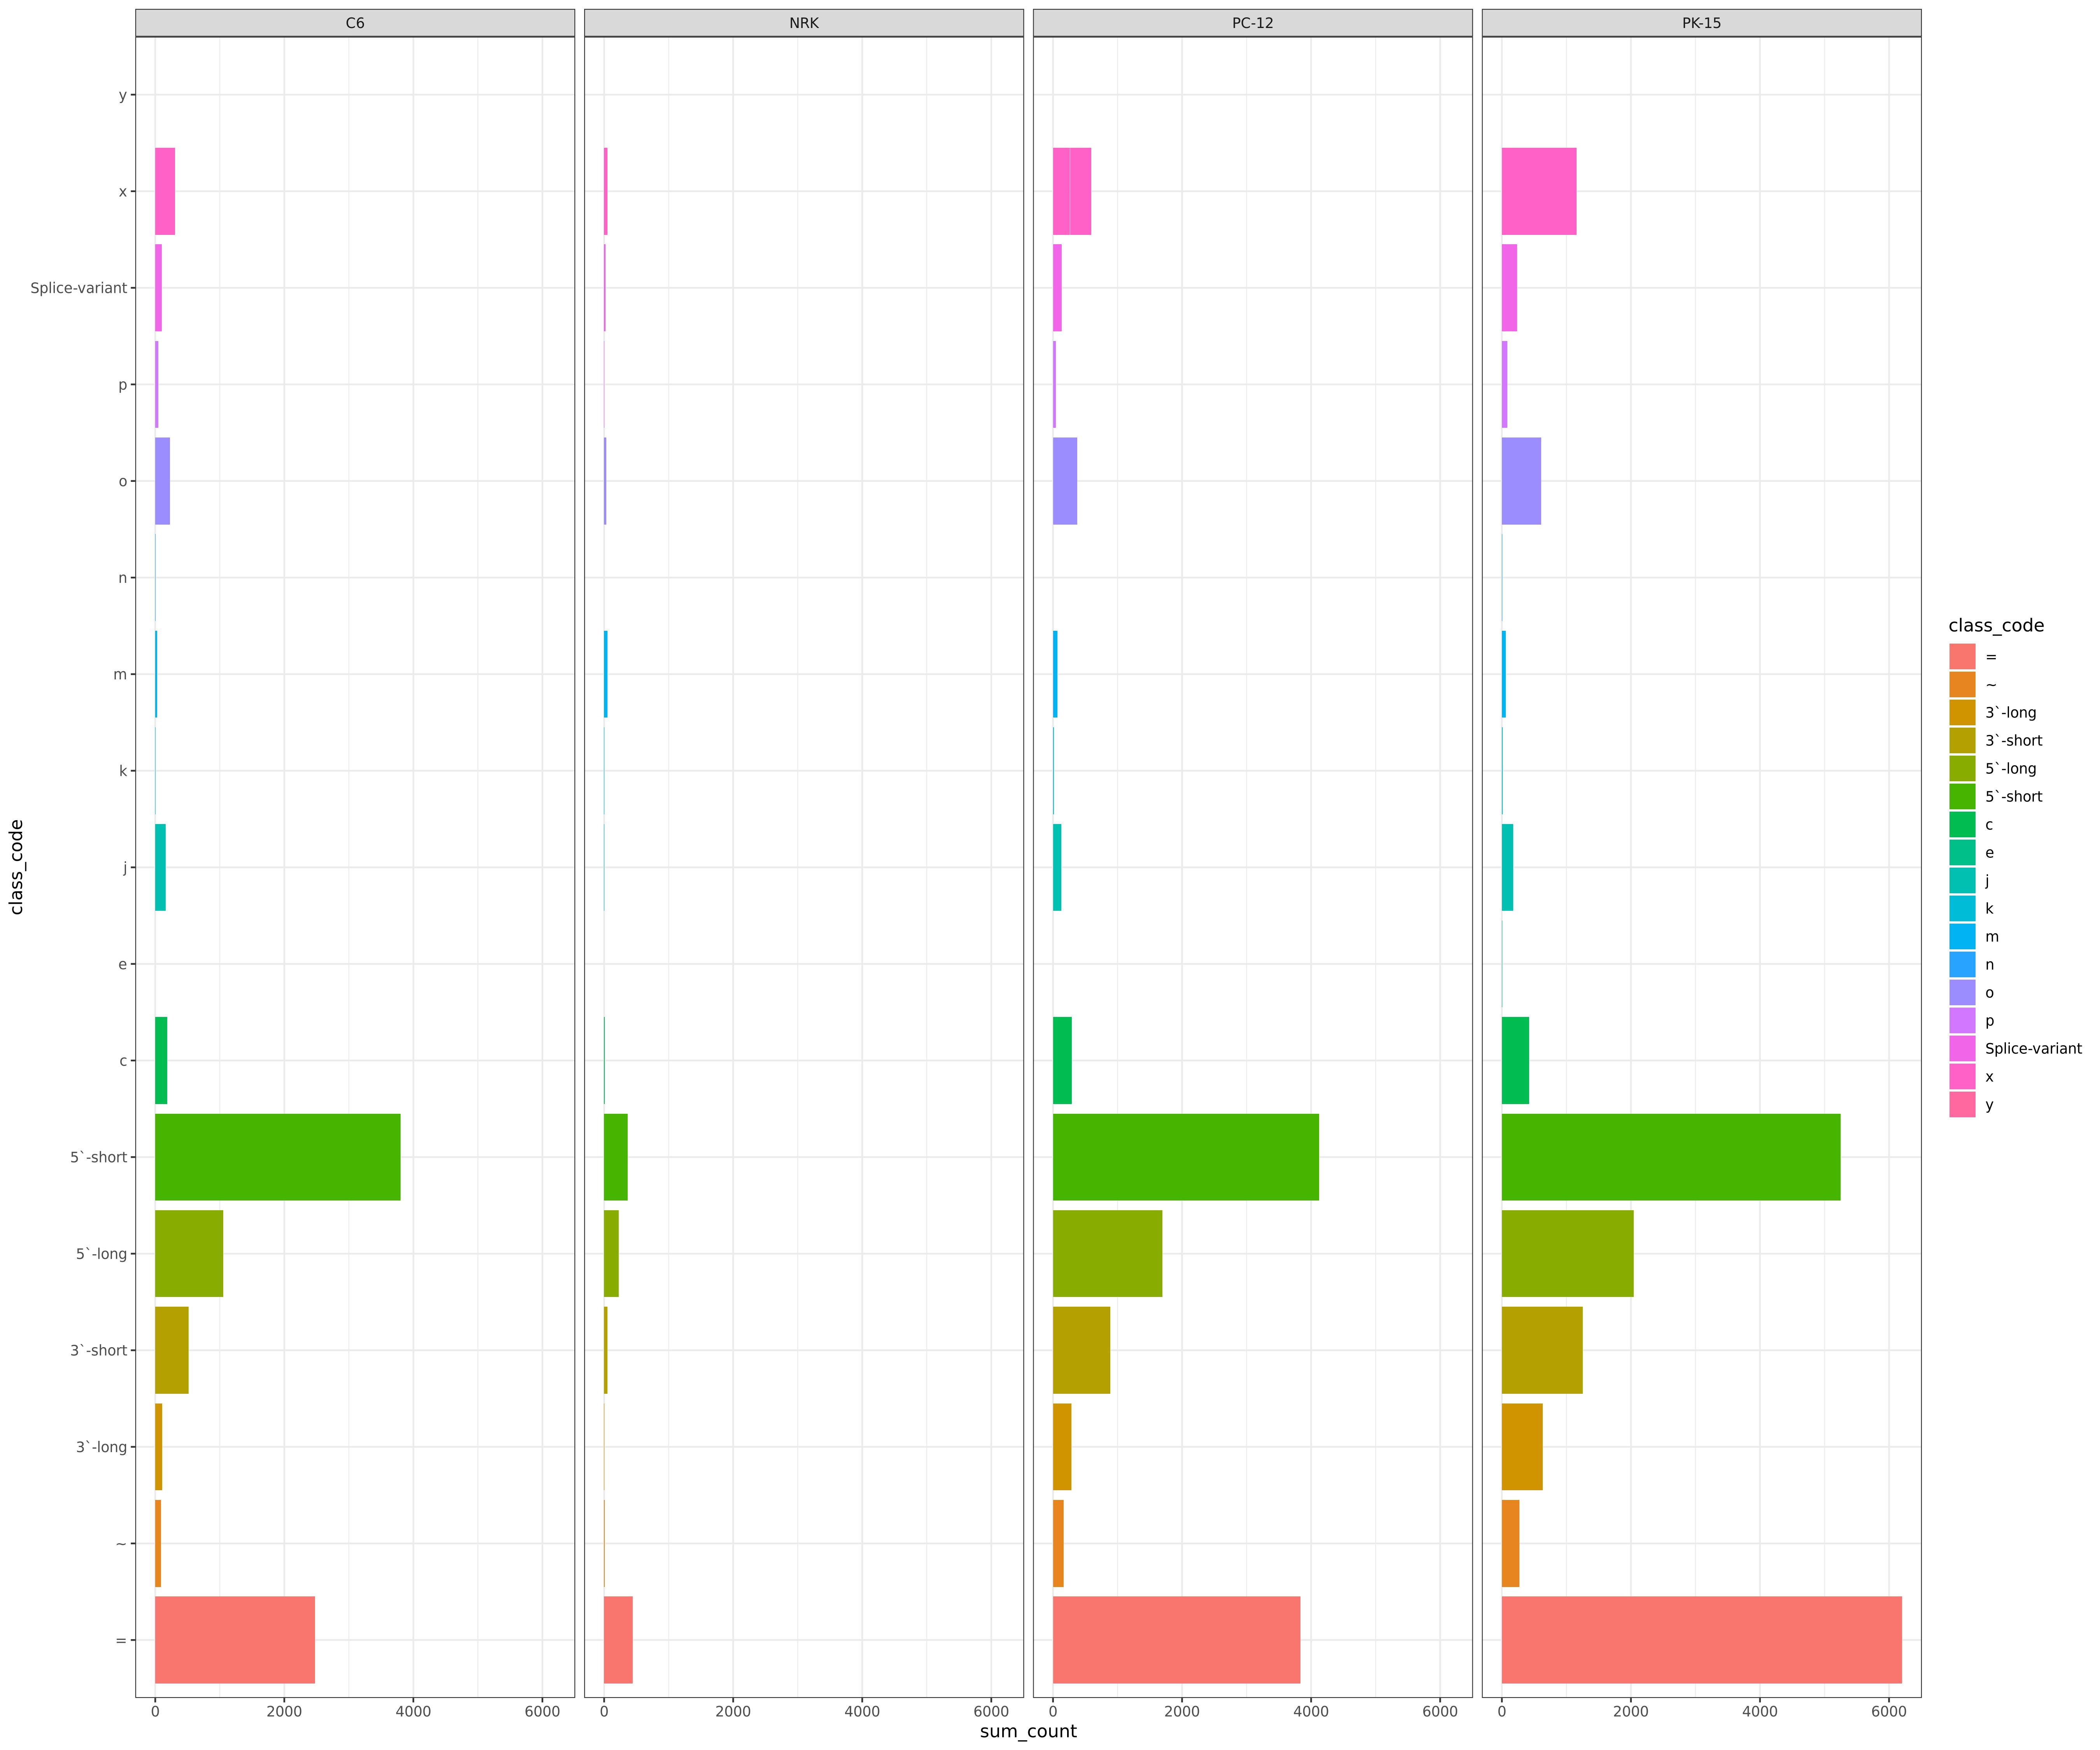 C6 NRK PC-12 PK-15
y
x
Splice-variant
p
o
n
m
k
j
e
c
5`-short
5`-long
3`-short
3`-long
~
=
class_code
0 2000 4000 6000 0 2000 4000 6000 0 2000 4000 6000 0 2000 4000 6000
sum_count
class_code
=
~
3`-long
3`-short
5`-long
5`-short
c
e
j
k
m
n
o
p
Splice-variant
x
y